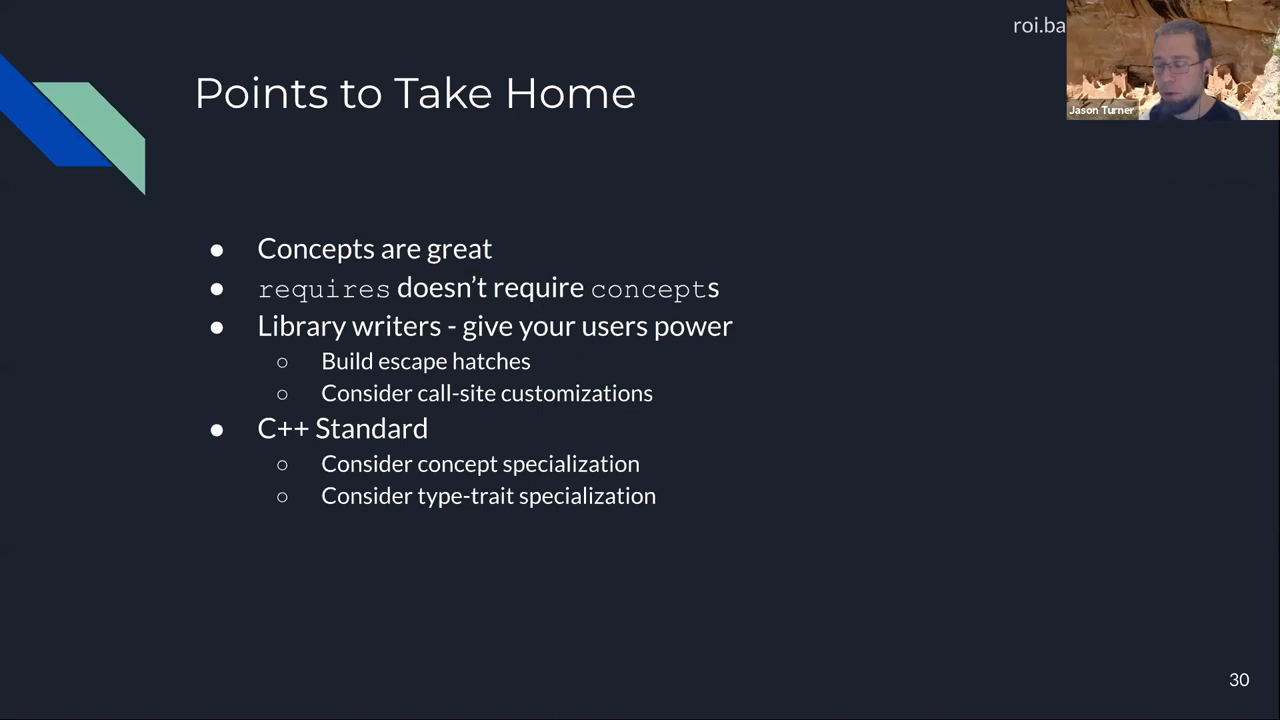 roi.ba
Jason Turner
Points to Take Home
● Concepts are great
● requires doesn't require concepts
● Library writers - give your users power
○ Build escape hatches
○ Consider call-site customizations
● C++ Standard
○ Consider concept specialization
○ Consider type-trait specialization
30